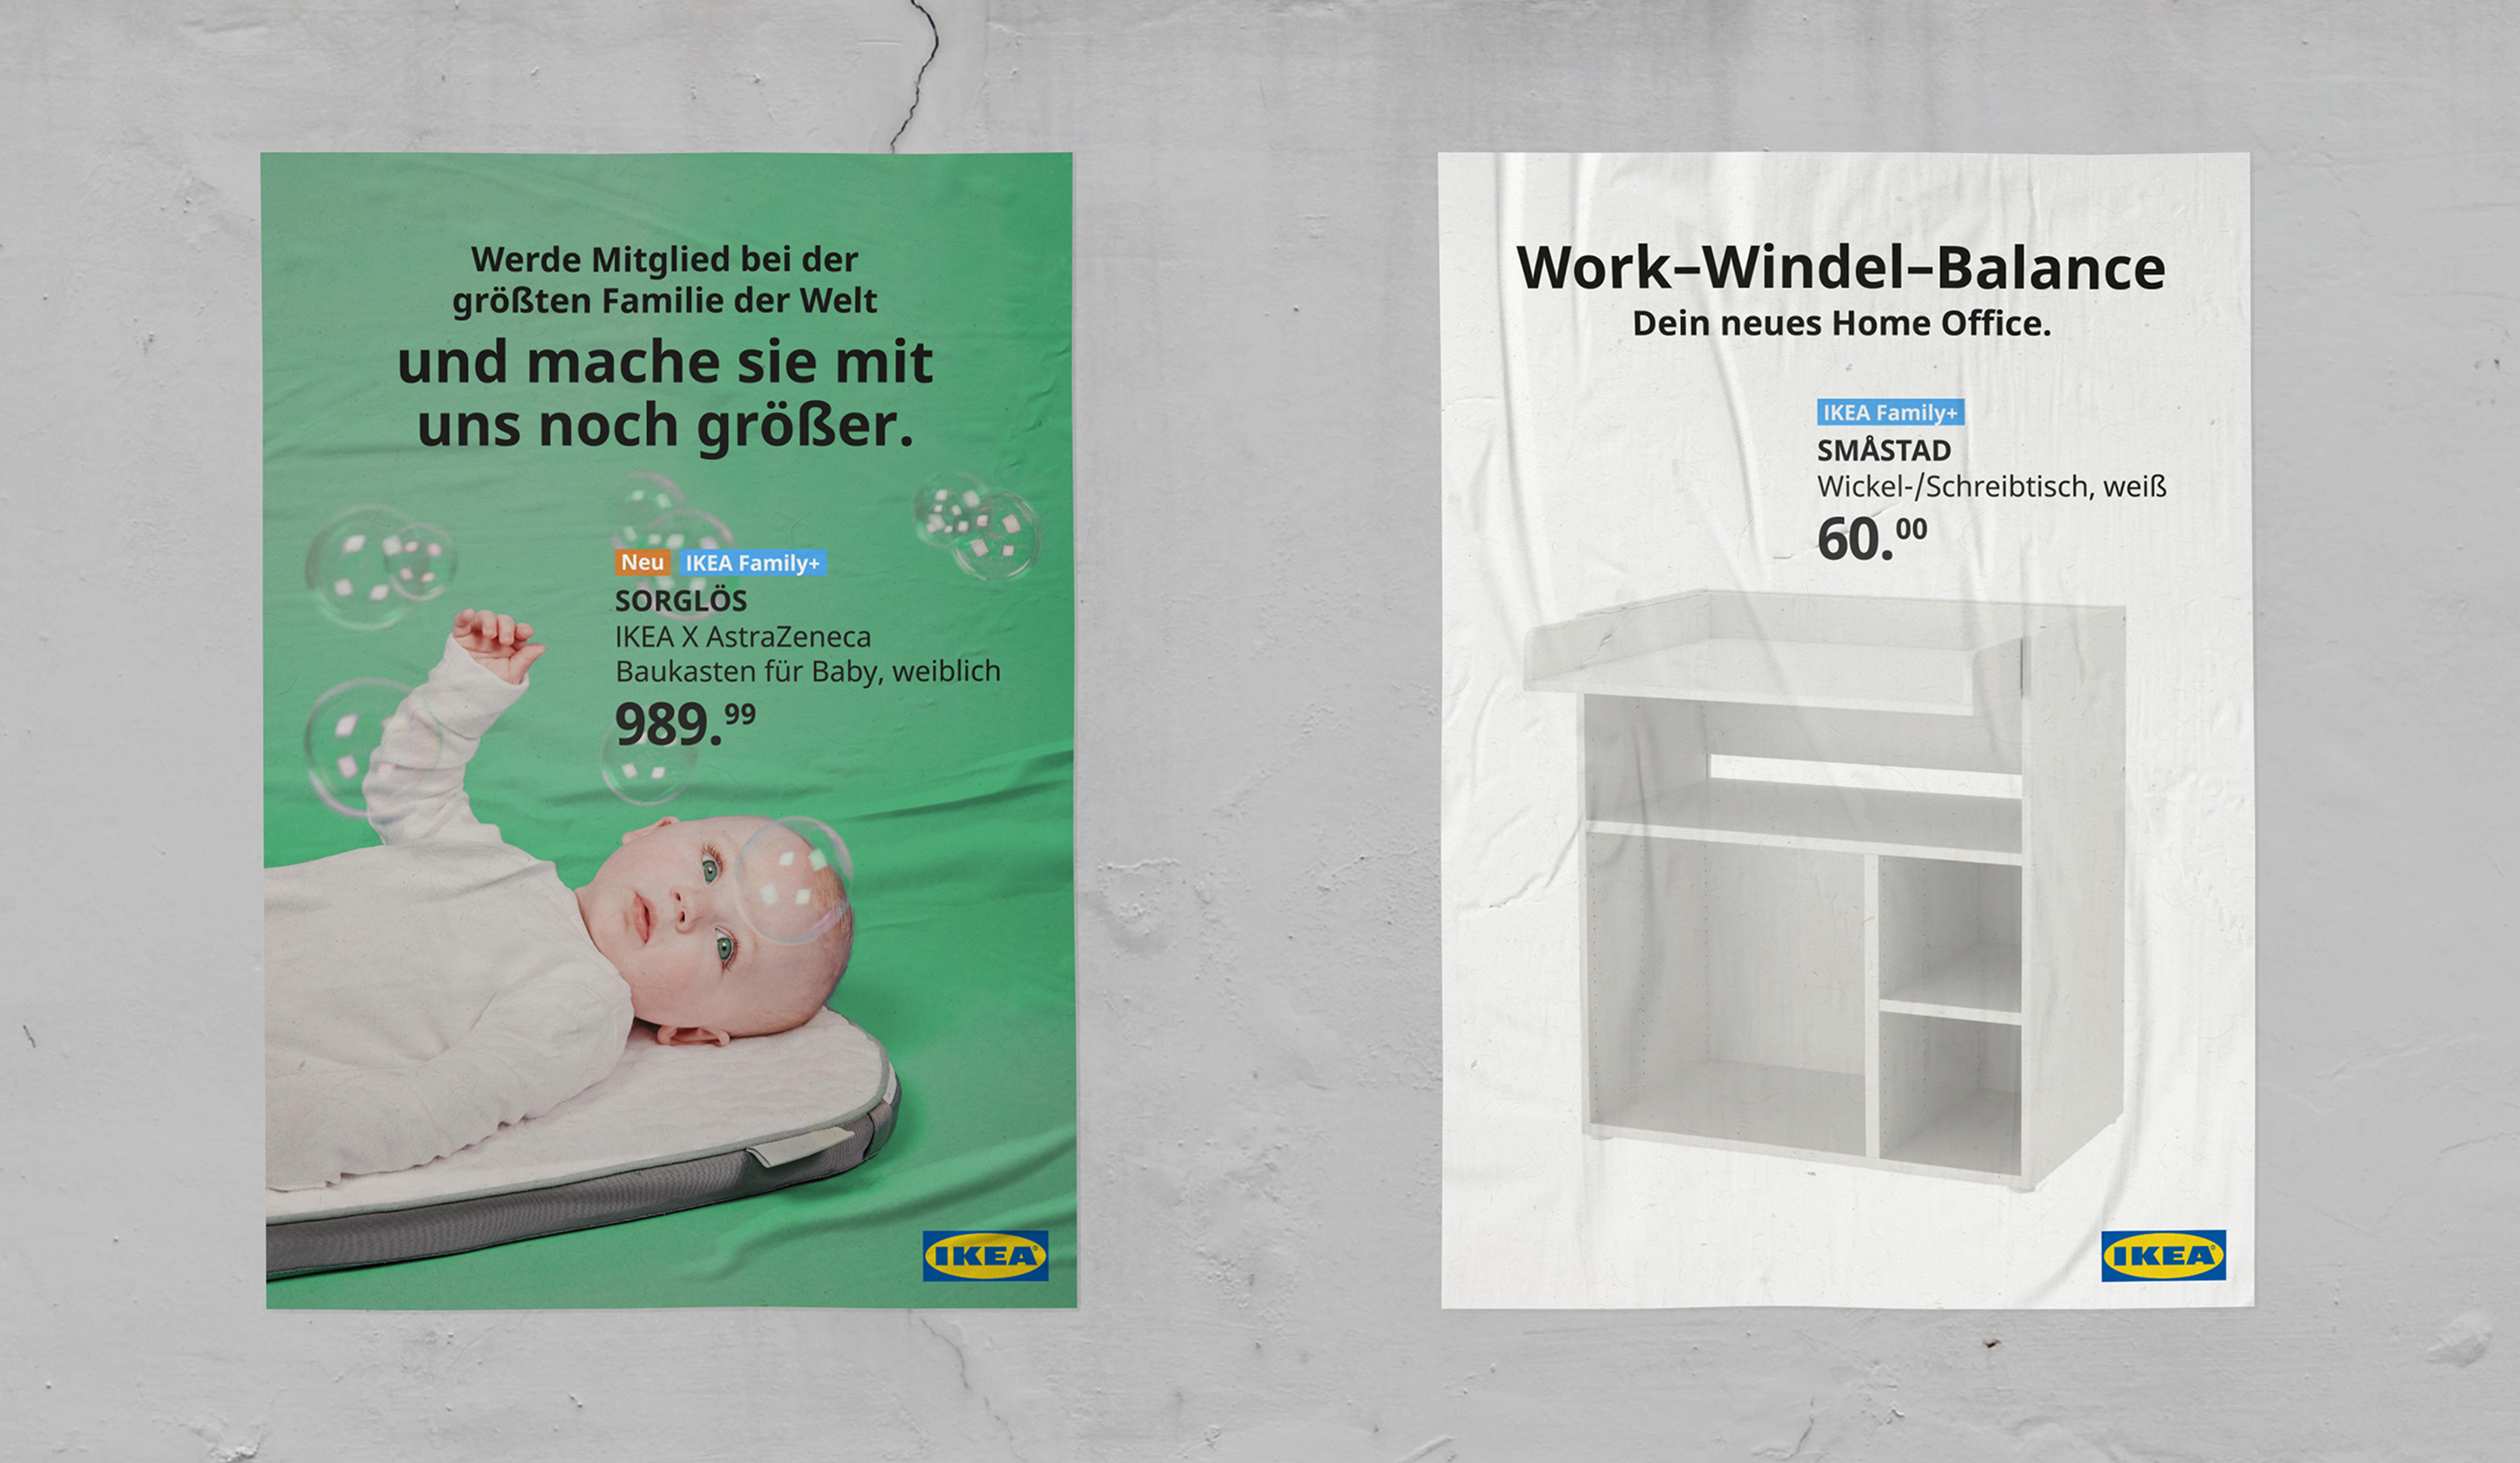 Werde Mitglied bei der
größten Familie der Welt
und mache sie mit
uns noch größer.
Neu IKEA Family+
SORGLÖS
IKEA X AstraZeneca
Baukasten für Baby, weiblich
989.99
IKEA
Work–Windel–Balance
Dein neues Home Office.
IKEA Family+
SMÅSTAD
Wickel-/Schreibtisch, weiß
60.00
IKEA